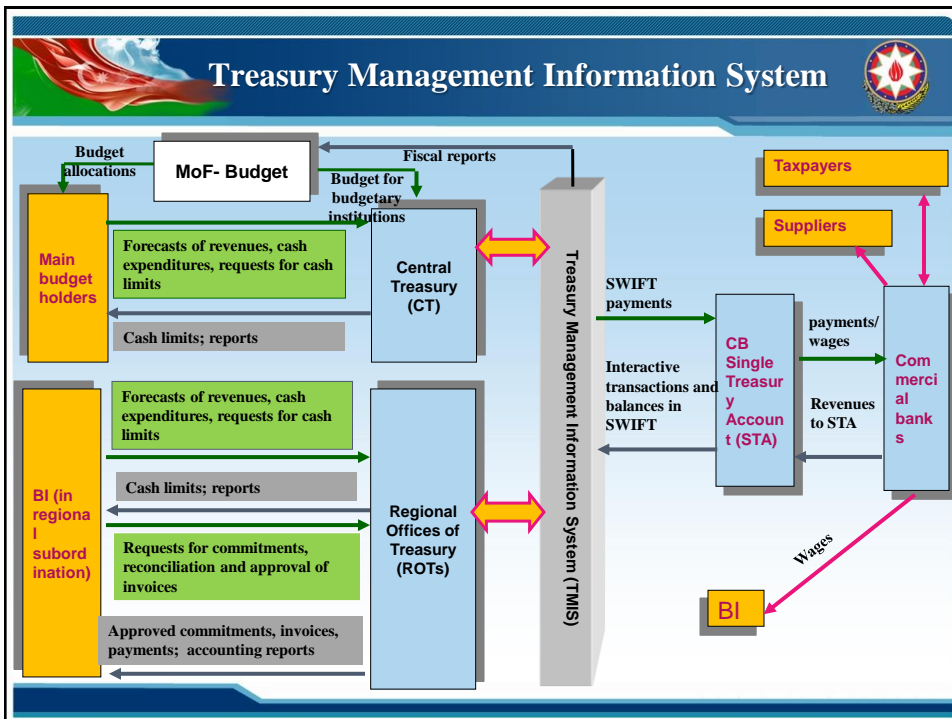 Treasury Management Information System
Budget
allocations
MoF- Budget
Fiscal reports
Budget for
budgetary
institutions
Taxpayers
Suppliers
Main
budget
holders
Forecasts of revenues, cash
expenditures, requests for cash
limits
Cash limits; reports
Central
Treasury
(CT)
Treasury Management Information System (TMIS)
SWIFT
payments
Interactive
transactions and
balances in
SWIFT
CB
Single
Treasur
y
Accoun
t (STA)
payments/
wages
Revenues
to STA
Com
merci
al
bank
s
BI (in
regiona
l
subord
ination)
Forecasts of revenues, cash
expenditures, requests for cash
limits
Cash limits; reports
Requests for commitments,
reconciliation and approval of
invoices
Approved commitments, invoices,
payments; accounting reports
Regional
Offices of
Treasury
(ROTs)
Wages
BI